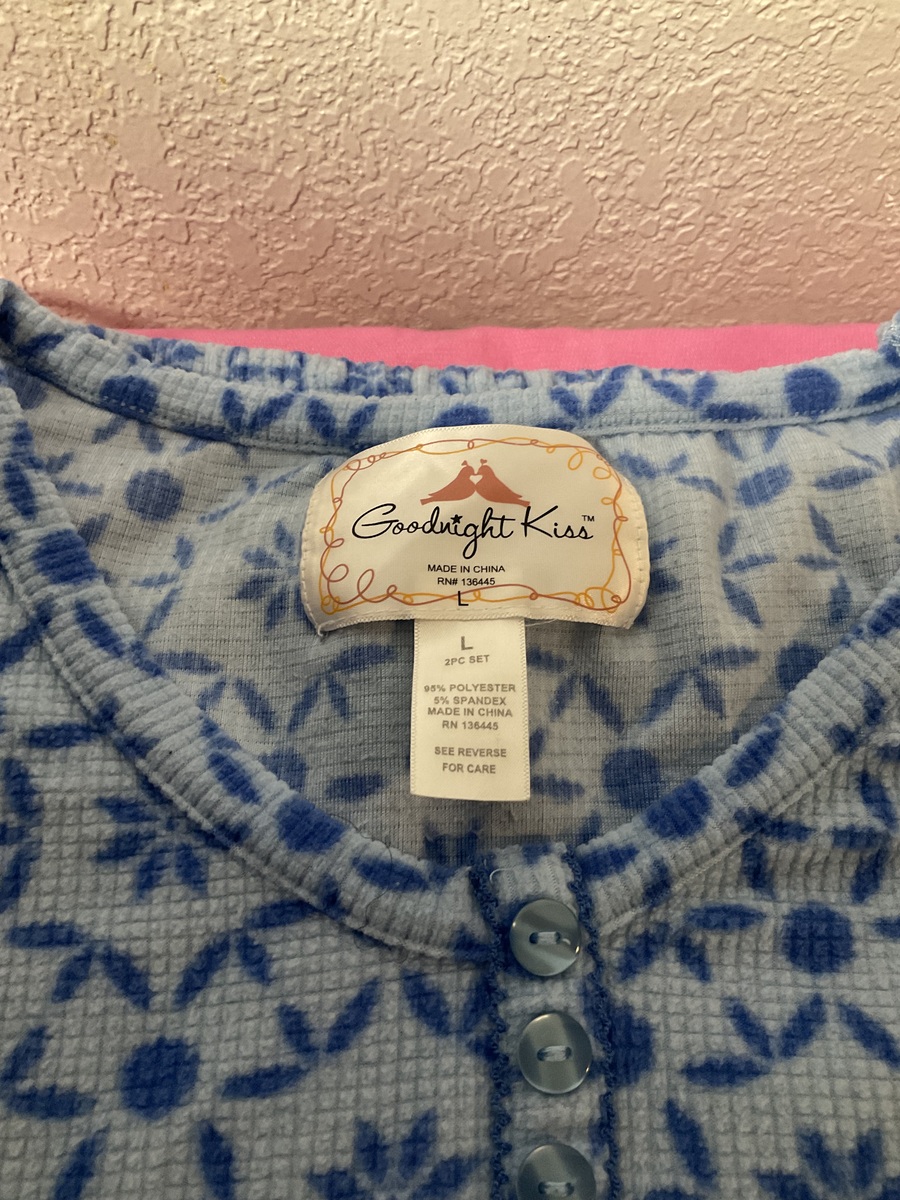 Goodnight Kiss™
MADE IN CHINA
RN# 136445
L
L
2PC SET
95% POLYESTER
5% SPANDEX
MADE IN CHINA
RN 136445
SEE REVERSE
FOR CARE